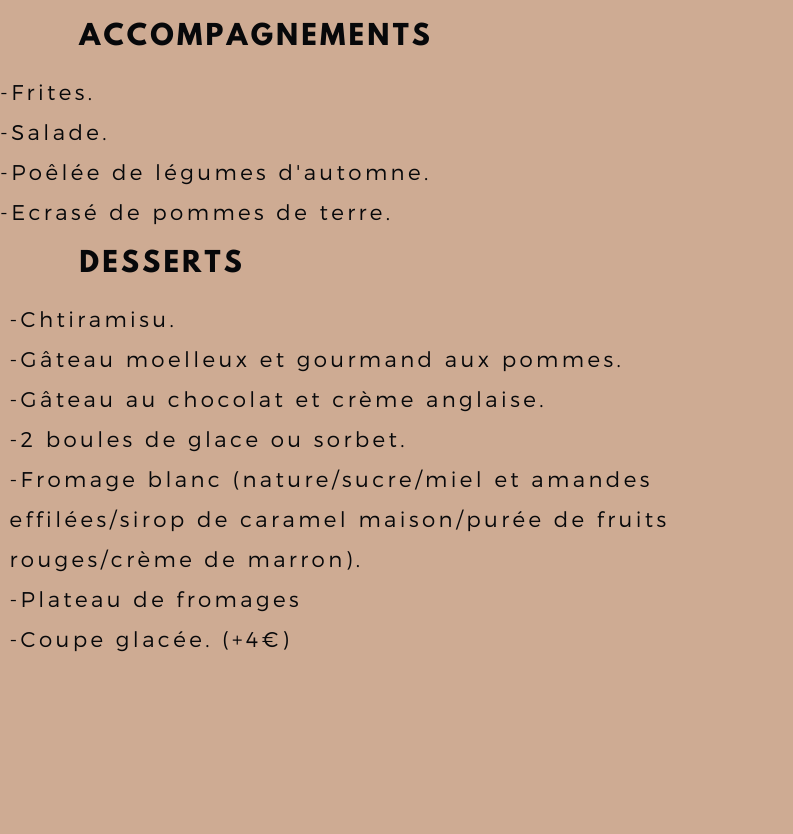 ACCOMPAGNEMENTS
-Frites.
-Salade.
-Poêlée de légumes d'automne.
-Ecrasé de pommes de terre.
DESSERTS
-Chtiramisu.
-Gâteau moelleux et gourmand aux pommes.
-Gâteau au chocolat et crème anglaise.
-2 boules de glace ou sorbet.
-Fromage blanc (nature/sucre/miel et amandes
effilées/sirop de caramel maison/purée de fruits
rouges/crème de marron).
-Plateau de fromages
-Coupe glacée. (+4€)